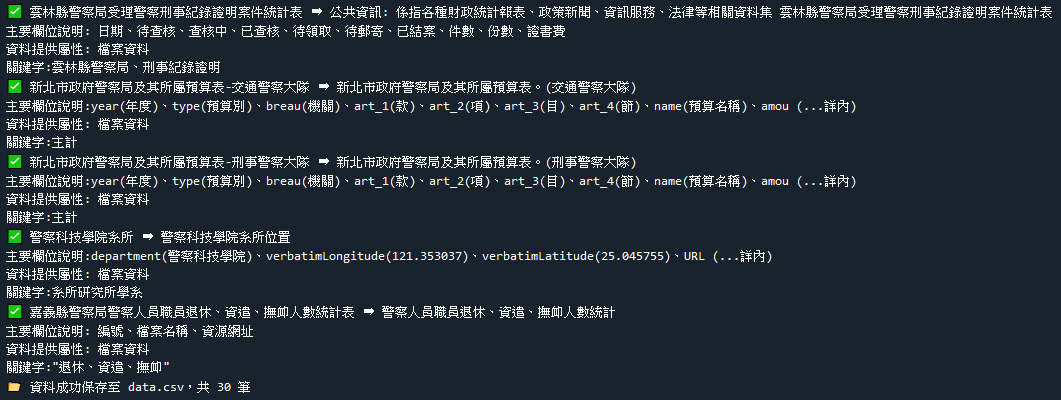 ✅ 雲林縣警察局受理警察刑事紀錄證明案件統計表 ➡ 公共資訊: 係指各種財政統計報表、政策新聞、資訊服務、法律等相關資料集 雲林縣警察局受理警察刑事紀錄證明案件統計表
主要欄位說明: 日期、待查核、查核中、已查核、待領取、待郵寄、已結案、件數、份數、證書費
資料提供屬性: 檔案資料
關鍵字:雲林縣警察局、刑事紀錄證明
✅ 新北市政府警察局及其所屬預算表-交通警察大隊 ➡ 新北市政府警察局及其所屬預算表。(交通警察大隊)
主要欄位說明:year(年度)、type(預算別)、breau(機關)、art_1(款)、art_2(項)、art_3(目)、art_4(節)、name(預算名稱)、amou (...詳內)
資料提供屬性: 檔案資料
關鍵字:主計
✅ 新北市政府警察局及其所屬預算表-刑事警察大隊 ➡ 新北市政府警察局及其所屬預算表。(刑事警察大隊)
主要欄位說明:year(年度)、type(預算別)、breau(機關)、art_1(款)、art_2(項)、art_3(目)、art_4(節)、name(預算名稱)、amou (...詳內)
資料提供屬性: 檔案資料
關鍵字:主計
✅ 警察科技學院系所 ➡ 警察科技學院系所位置
主要欄位說明:department(警察科技學院)、verbatimLongitude(121.353037)、verbatimLatitude(25.045755)、URL (...詳內)
資料提供屬性: 檔案資料
關鍵字:系所研究所學系
✅ 嘉義縣警察局警察人員職員退休、資遣、撫卹人數統計表 ➡ 警察人員職員退休、資遣、撫卹人數統計
主要欄位說明: 編號、檔案名稱、資源網址
資料提供屬性: 檔案資料
關鍵字:"退休、資遣、撫卹"
📂 資料成功保存至 data.csv，共 30 筆